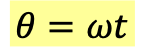 θ = ωt